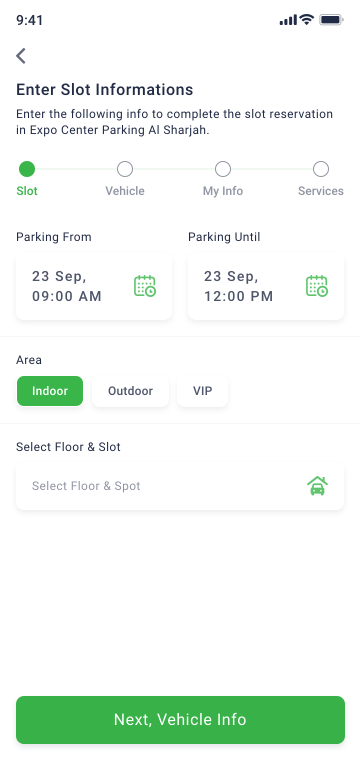 9:41
Enter Slot Informations
Enter the following info to complete the slot reservation
in Expo Center Parking Al Sharjah.
Slot
Vehicle
My Info
Services
Parking From
Parking Until
23 Sep,
09:00 AM
23 Sep,
12:00 PM
Area
Indoor
Outdoor
VIP
Select Floor & Slot
Select Floor & Spot
Next, Vehicle Info